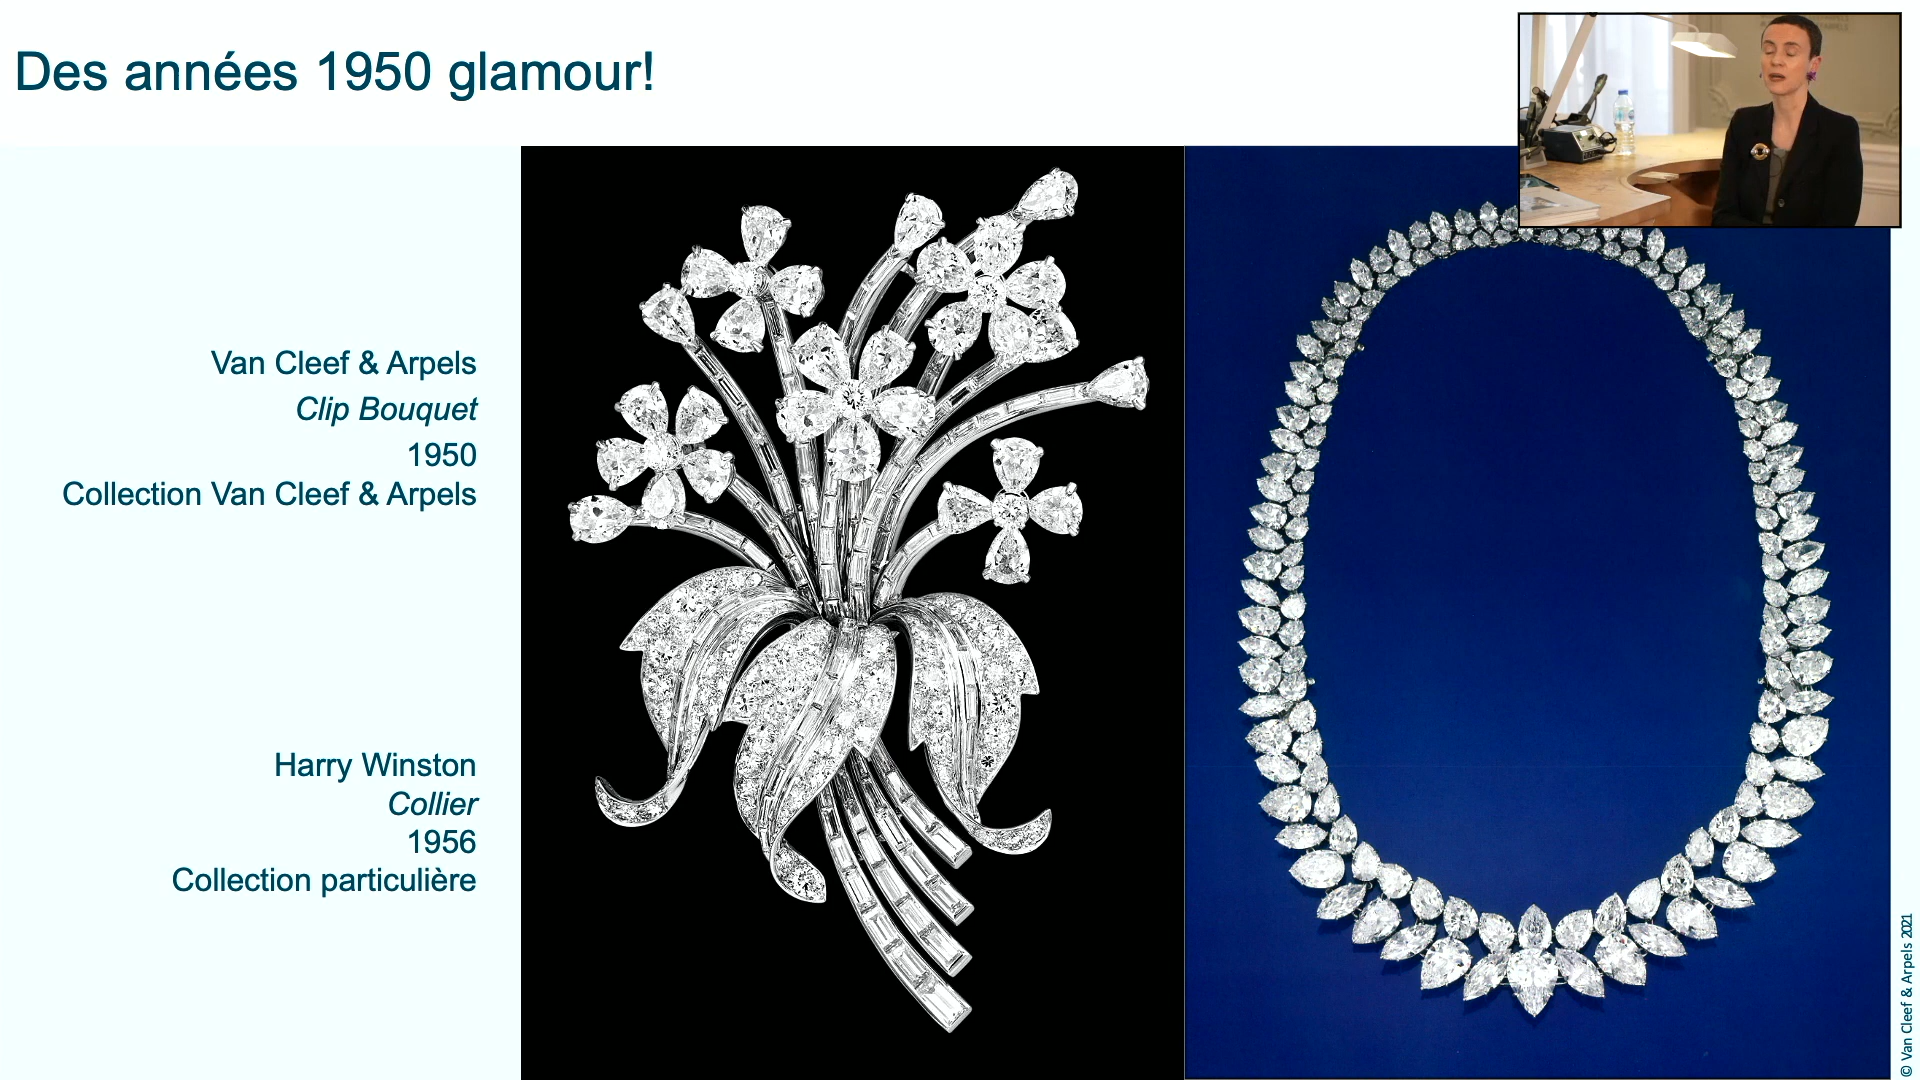 Des années 1950 glamour!
Van Cleef & Arpels
Clip Bouquet
1950
Collection Van Cleef & Arpels
Harry Winston
Collier
1956
Collection particulière
© Van Cleef & Arpels 2021